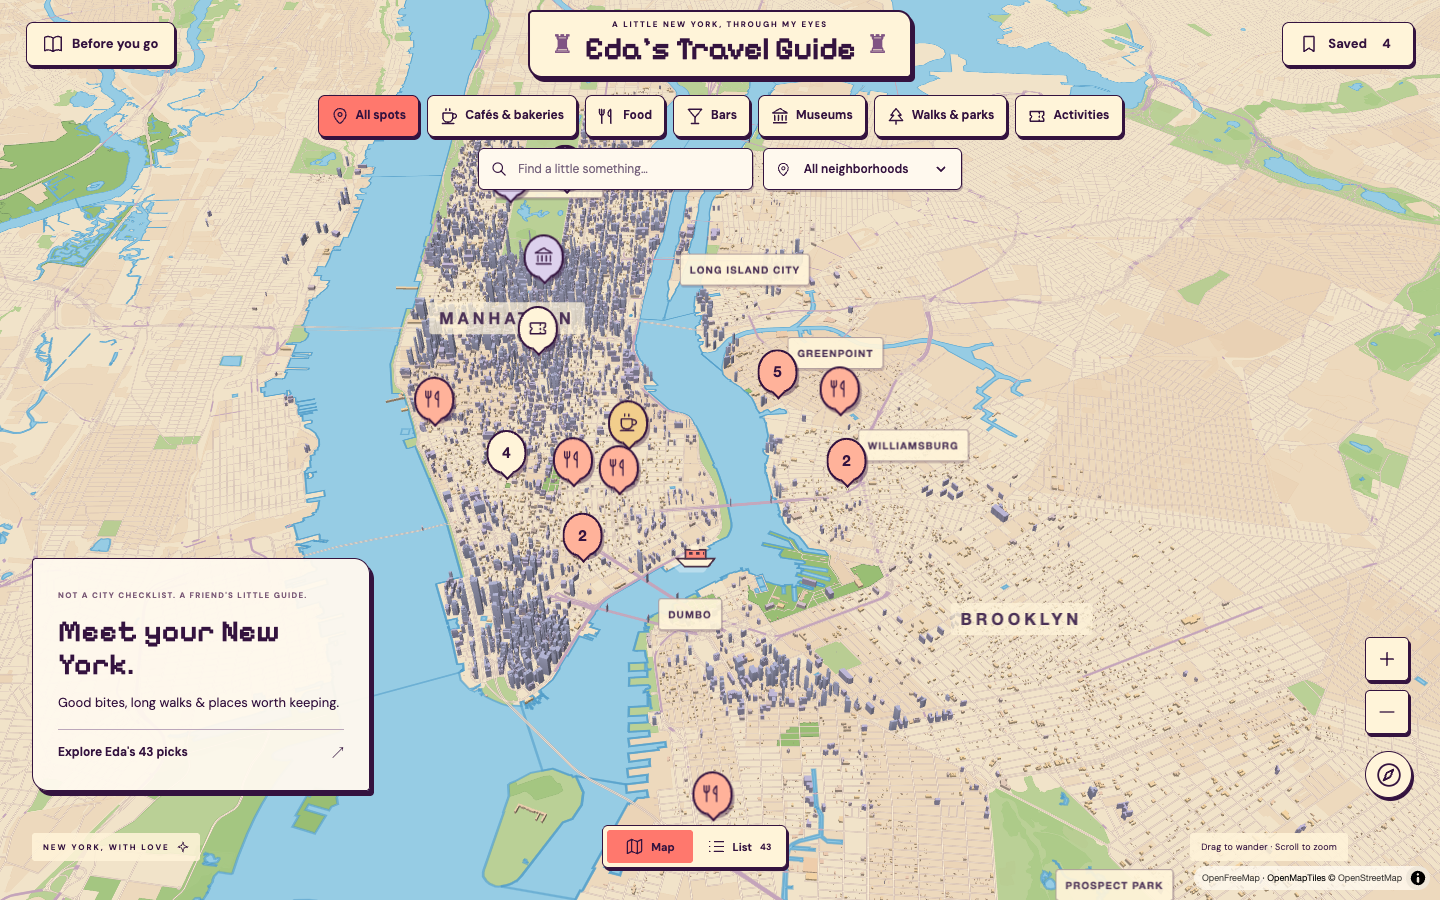 A LITTLE NEW YORK, THROUGH MY EYES
Eda's Travel Guide
Before you go
Saved 4
All spots
Cafés & bakeries
Food
Bars
Museums
Walks & parks
Activities
Find a little something...
All neighborhoods
LONG ISLAND CITY
GREENPOINT
5
WILLIAMSBURG
4
2
2
DUMBO
BROOKLYN
NOT A CITY CHECKLIST. A FRIEND'S LITTLE GUIDE.
Meet your New
York.
Good bites, long walks & places worth keeping.
Explore Eda's 43 picks
NEW YORK, WITH LOVE
Map
List 43
Drag to wander · Scroll to zoom
OpenFreeMap · OpenMapTiles © OpenStreetMap
PROSPECT PARK